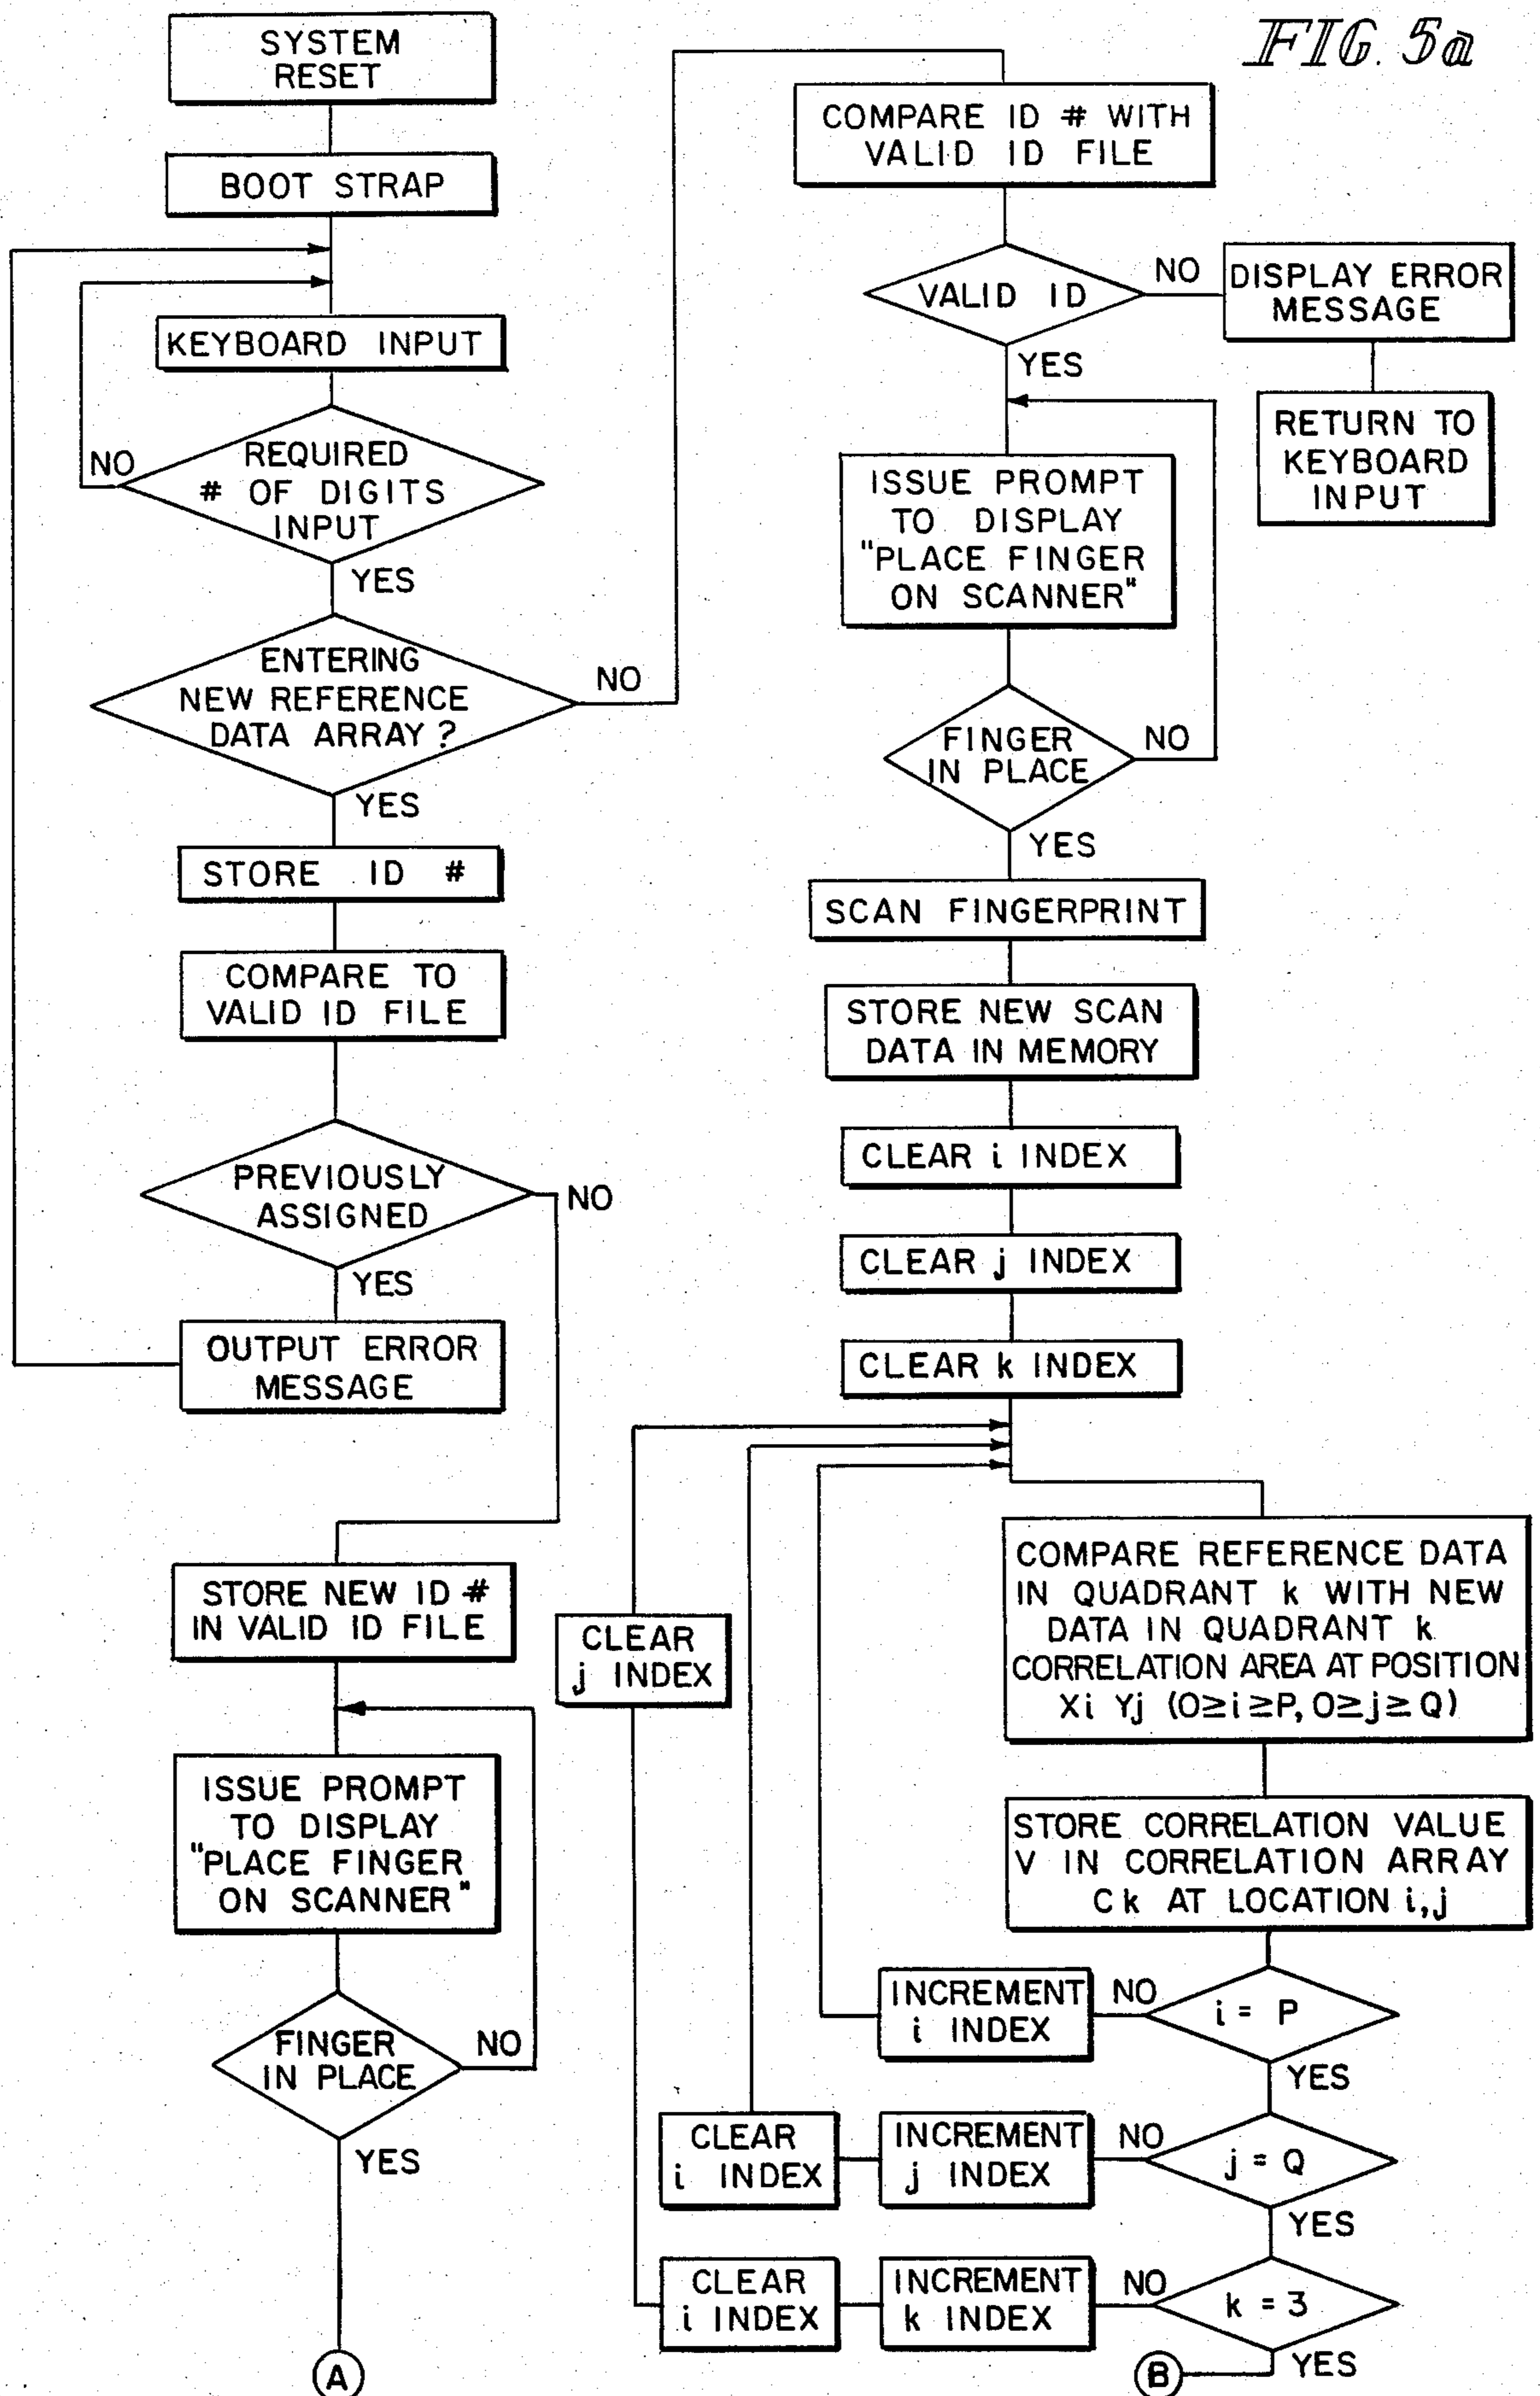 FIG. 5a
SYSTEM
RESET
BOOT STRAP
KEYBOARD INPUT
REQUIRED
# OF DIGITS
INPUT
NO
YES
ENTERING
NEW REFERENCE
DATA ARRAY?
NO
YES
STORE ID #
COMPARE TO
VALID ID FILE
PREVIOUSLY
ASSIGNED
NO
YES
OUTPUT ERROR
MESSAGE
STORE NEW ID #
IN VALID ID FILE
ISSUE PROMPT
TO DISPLAY
"PLACE FINGER
ON SCANNER"
FINGER
IN PLACE
NO
YES
A
COMPARE ID # WITH
VALID ID FILE
VALID ID
NO
DISPLAY ERROR
MESSAGE
RETURN TO
KEYBOARD
INPUT
YES
ISSUE PROMPT
TO DISPLAY
"PLACE FINGER
ON SCANNER"
FINGER
IN PLACE
NO
YES
SCAN FINGERPRINT
STORE NEW SCAN
DATA IN MEMORY
CLEAR i INDEX
CLEAR j INDEX
CLEAR k INDEX
COMPARE REFERENCE DATA
IN QUADRANT k WITH NEW
DATA IN QUADRANT k
CORRELATION AREA AT POSITION
Xi Yj (O≥i≥P, O≥j≥Q)
STORE CORRELATION VALUE
V IN CORRELATION ARRAY
Ck AT LOCATION i,j
i = P
NO
INCREMENT
i INDEX
YES
j = Q
NO
INCREMENT
j INDEX
CLEAR
i INDEX
YES
k = 3
NO
INCREMENT
k INDEX
CLEAR
i INDEX
CLEAR
j INDEX
YES
B